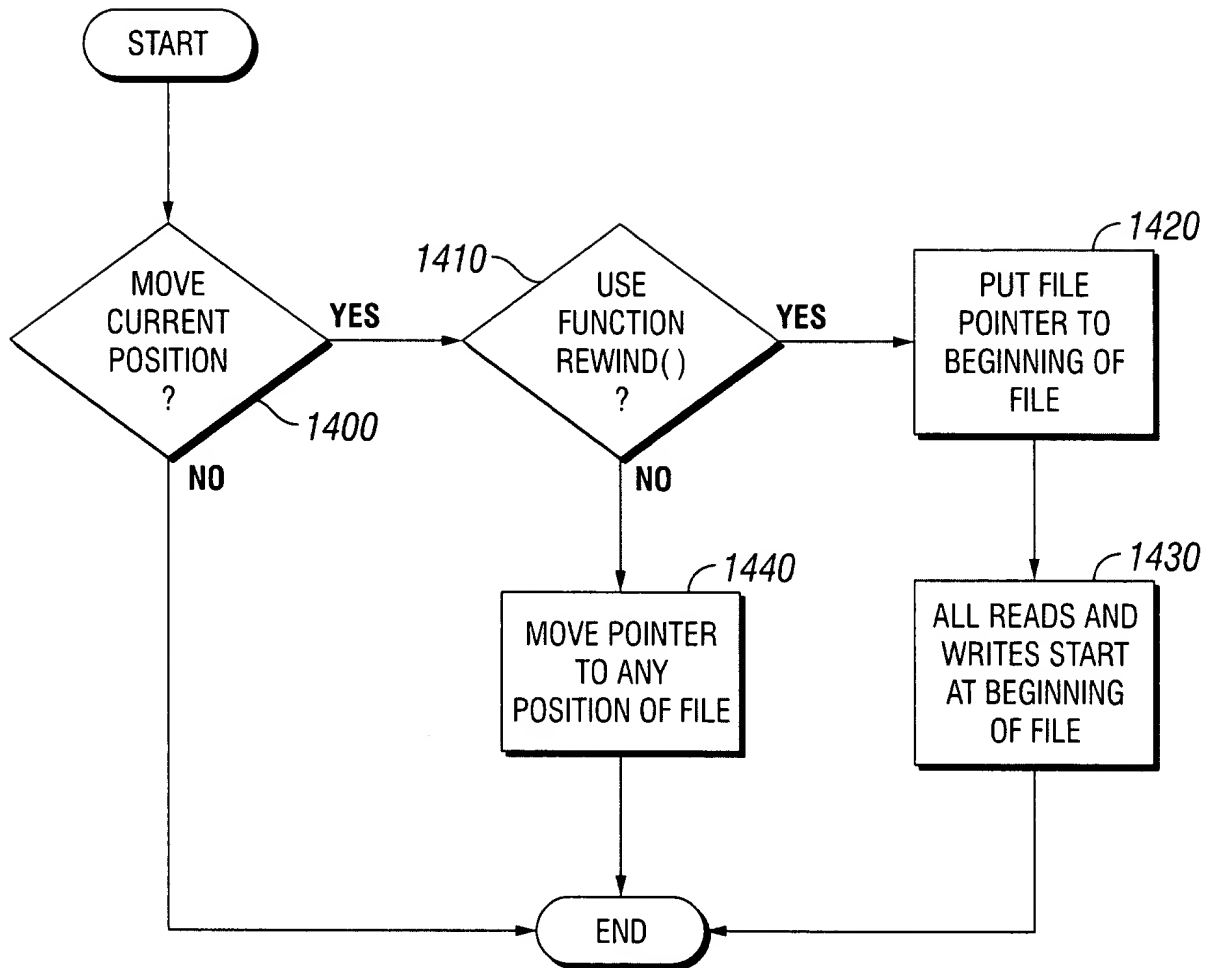 START
MOVE
CURRENT
POSITION
?
1400
YES
NO
1410
USE
FUNCTION
REWIND( )
?
YES
NO
1420
PUT FILE
POINTER TO
BEGINNING OF
FILE
1430
ALL READS AND
WRITES START
AT BEGINNING
OF FILE
1440
MOVE POINTER
TO ANY
POSITION OF FILE
END